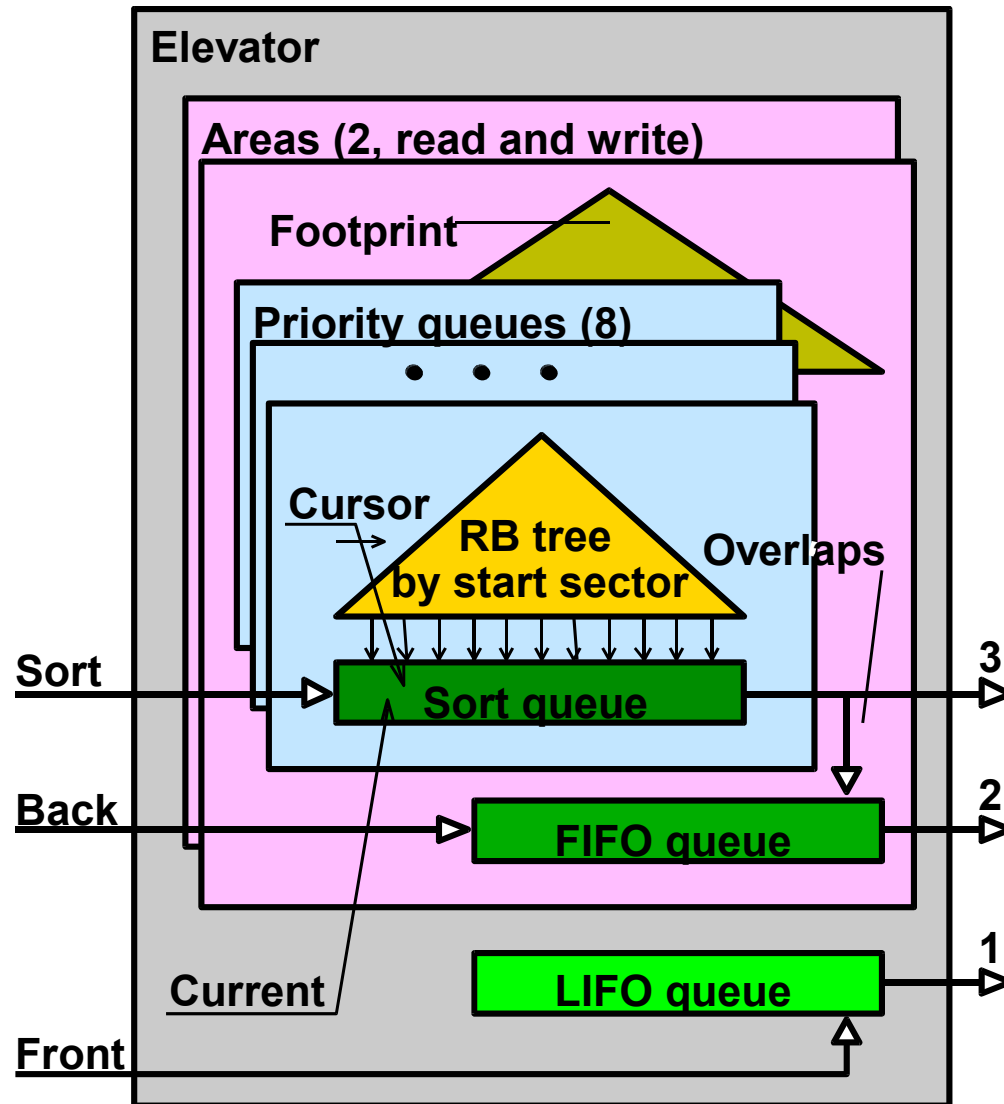 Elevator
Areas (2, read and write)
Footprint
Priority queues (8)
Cursor
RB tree
by start sector
Overlaps
Sort
Sort queue
3
Back
FIFO queue
2
Current
LIFO queue
1
Front